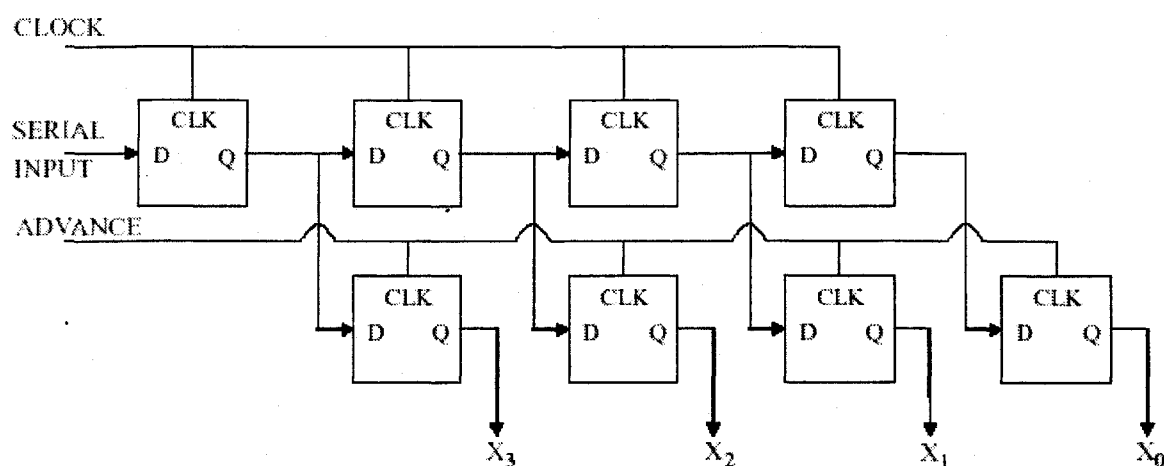 CLOCK
CLK CLK CLK CLK
SERIAL
INPUT
D Q D Q D Q D Q
ADVANCE
CLK CLK CLK CLK
D Q D Q D Q D Q
X₃ X₂ X₁ X₀